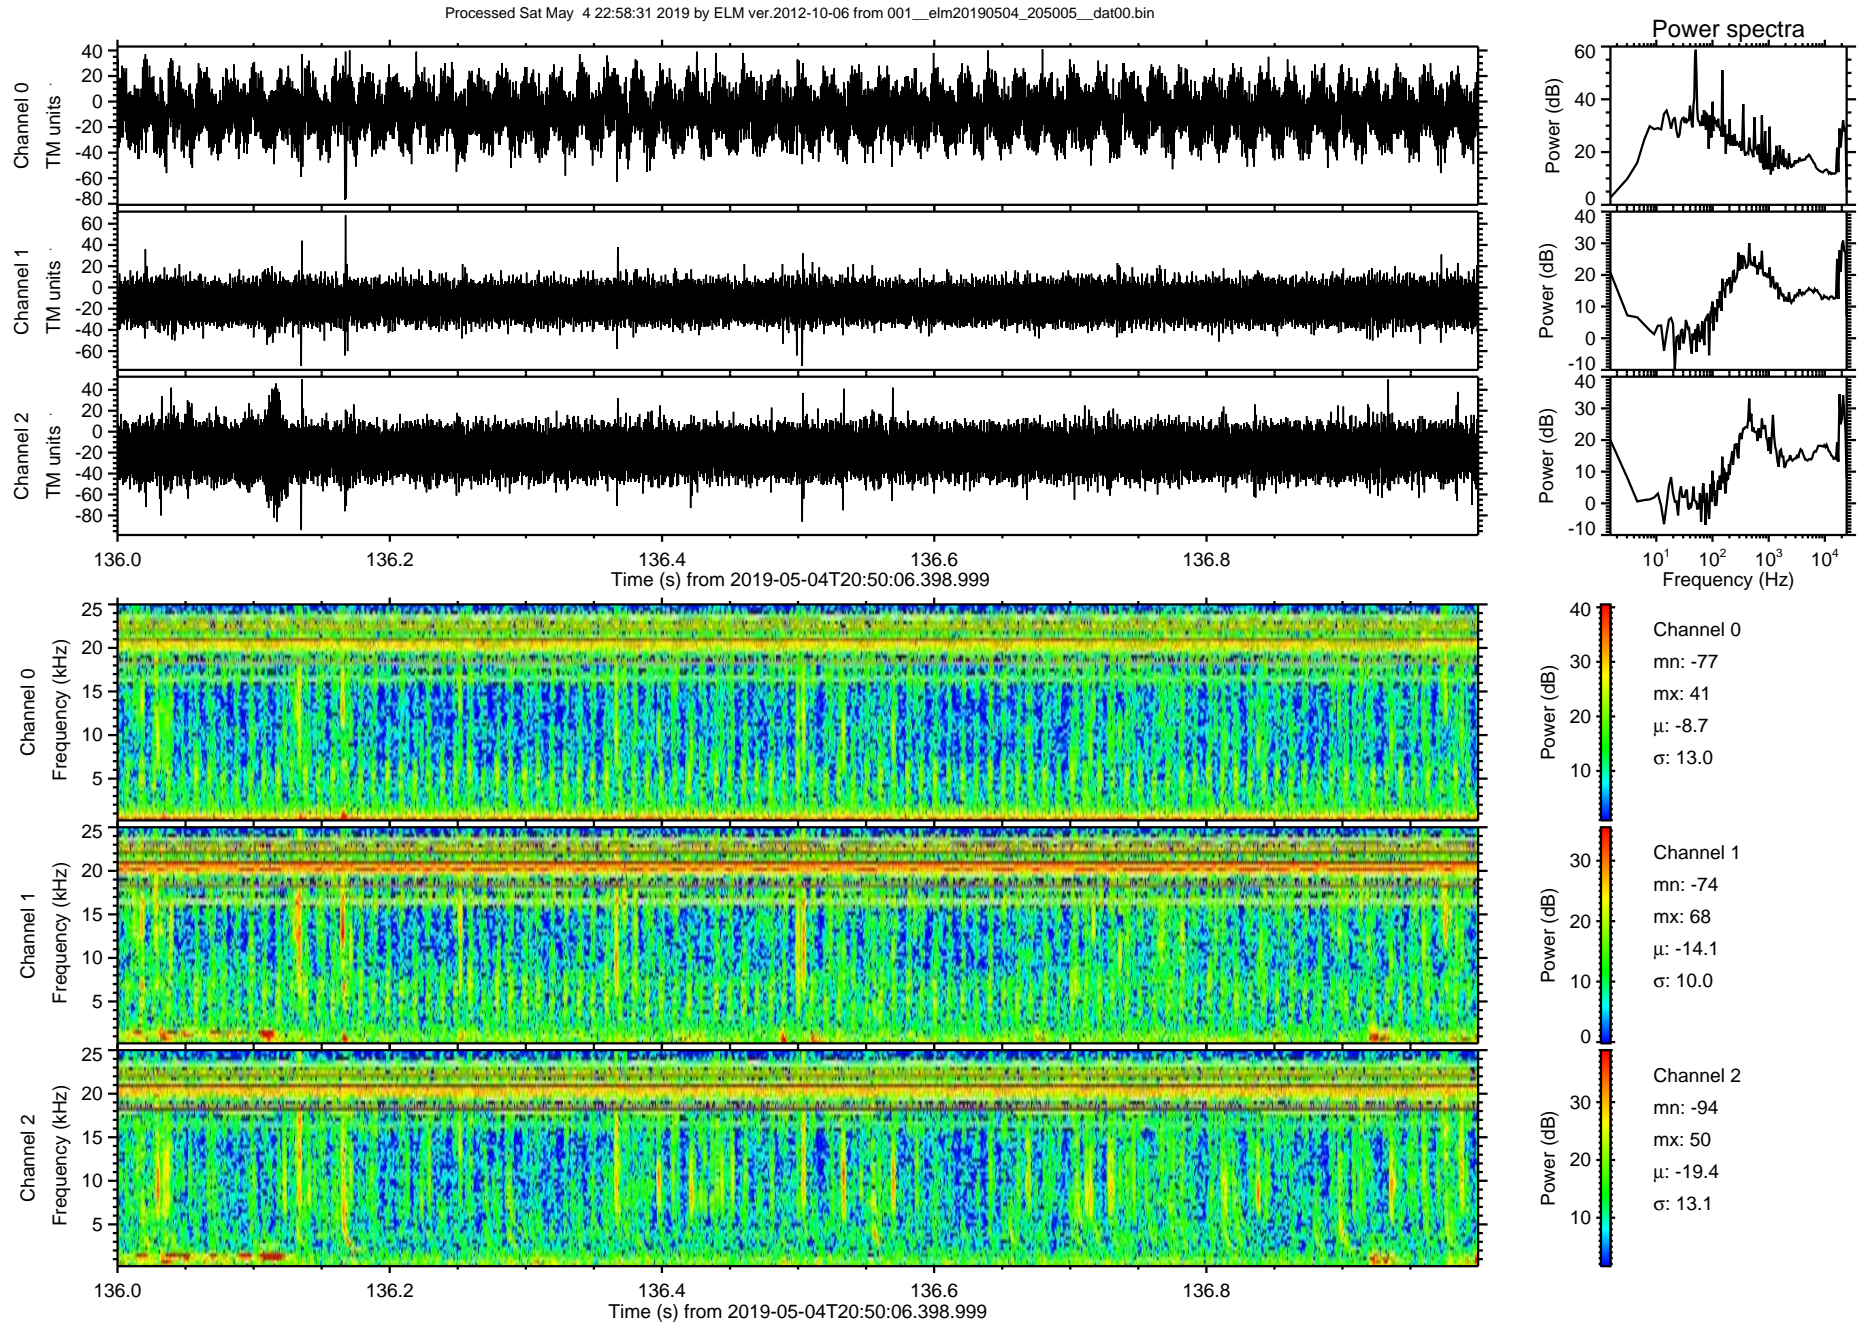 Processed Sat May  4 22:58:31 2019 by ELM ver.2012-10-06 from 001__elm20190504_205005__dat00.bin
Power spectra
Channel 0
TM units
40
20
0
-20
-40
-60
-80
Power (dB)
60
40
20
0
Channel 1
TM units
60
40
20
0
-20
-40
-60
Power (dB)
40
30
20
10
0
-10
Channel 2
TM units
40
20
0
-20
-40
-60
-80
Power (dB)
40
30
20
10
0
-10
136.0 136.2 136.4 136.6 136.8
Time (s) from 2019-05-04T20:50:06.398.999
10¹ 10² 10³ 10⁴
Frequency (Hz)
Channel 0
Frequency (kHz)
25
20
15
10
5
Power (dB)
40
30
20
10
Channel 0
mn: -77
mx: 41
µ: -8.7
σ: 13.0
Channel 1
Frequency (kHz)
25
20
15
10
5
Power (dB)
30
20
10
0
Channel 1
mn: -74
mx: 68
µ: -14.1
σ: 10.0
Channel 2
Frequency (kHz)
25
20
15
10
5
Power (dB)
30
20
10
Channel 2
mn: -94
mx: 50
µ: -19.4
σ: 13.1
136.0 136.2 136.4 136.6 136.8
Time (s) from 2019-05-04T20:50:06.398.999